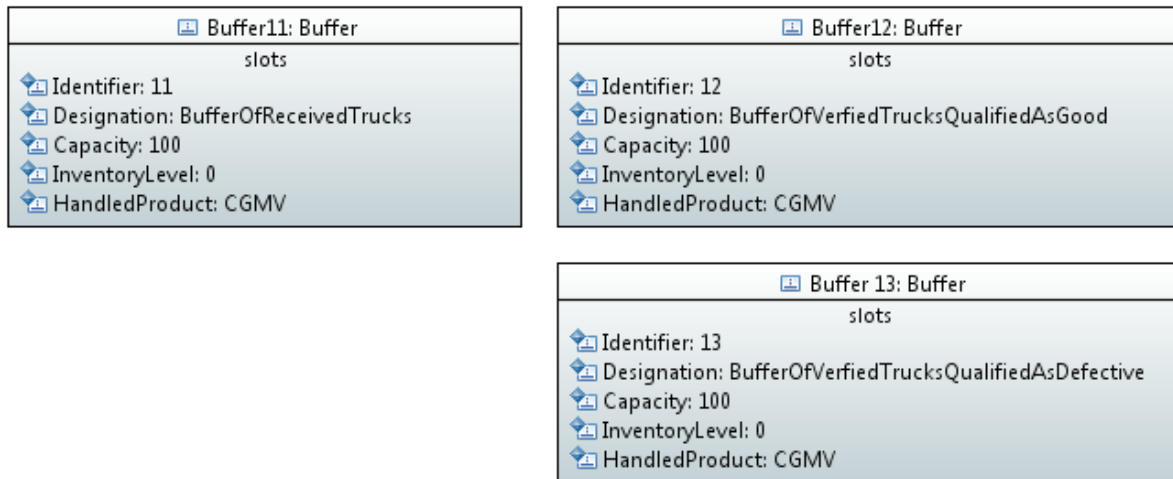 Buffer11: Buffer
slots
Identifier: 11
Designation: BufferOfReceivedTrucks
Capacity: 100
InventoryLevel: 0
HandledProduct: CGMV
Buffer12: Buffer
slots
Identifier: 12
Designation: BufferOfVerfiedTrucksQualifiedAsGood
Capacity: 100
InventoryLevel: 0
HandledProduct: CGMV
Buffer 13: Buffer
slots
Identifier: 13
Designation: BufferOfVerfiedTrucksQualifiedAsDefective
Capacity: 100
InventoryLevel: 0
HandledProduct: CGMV